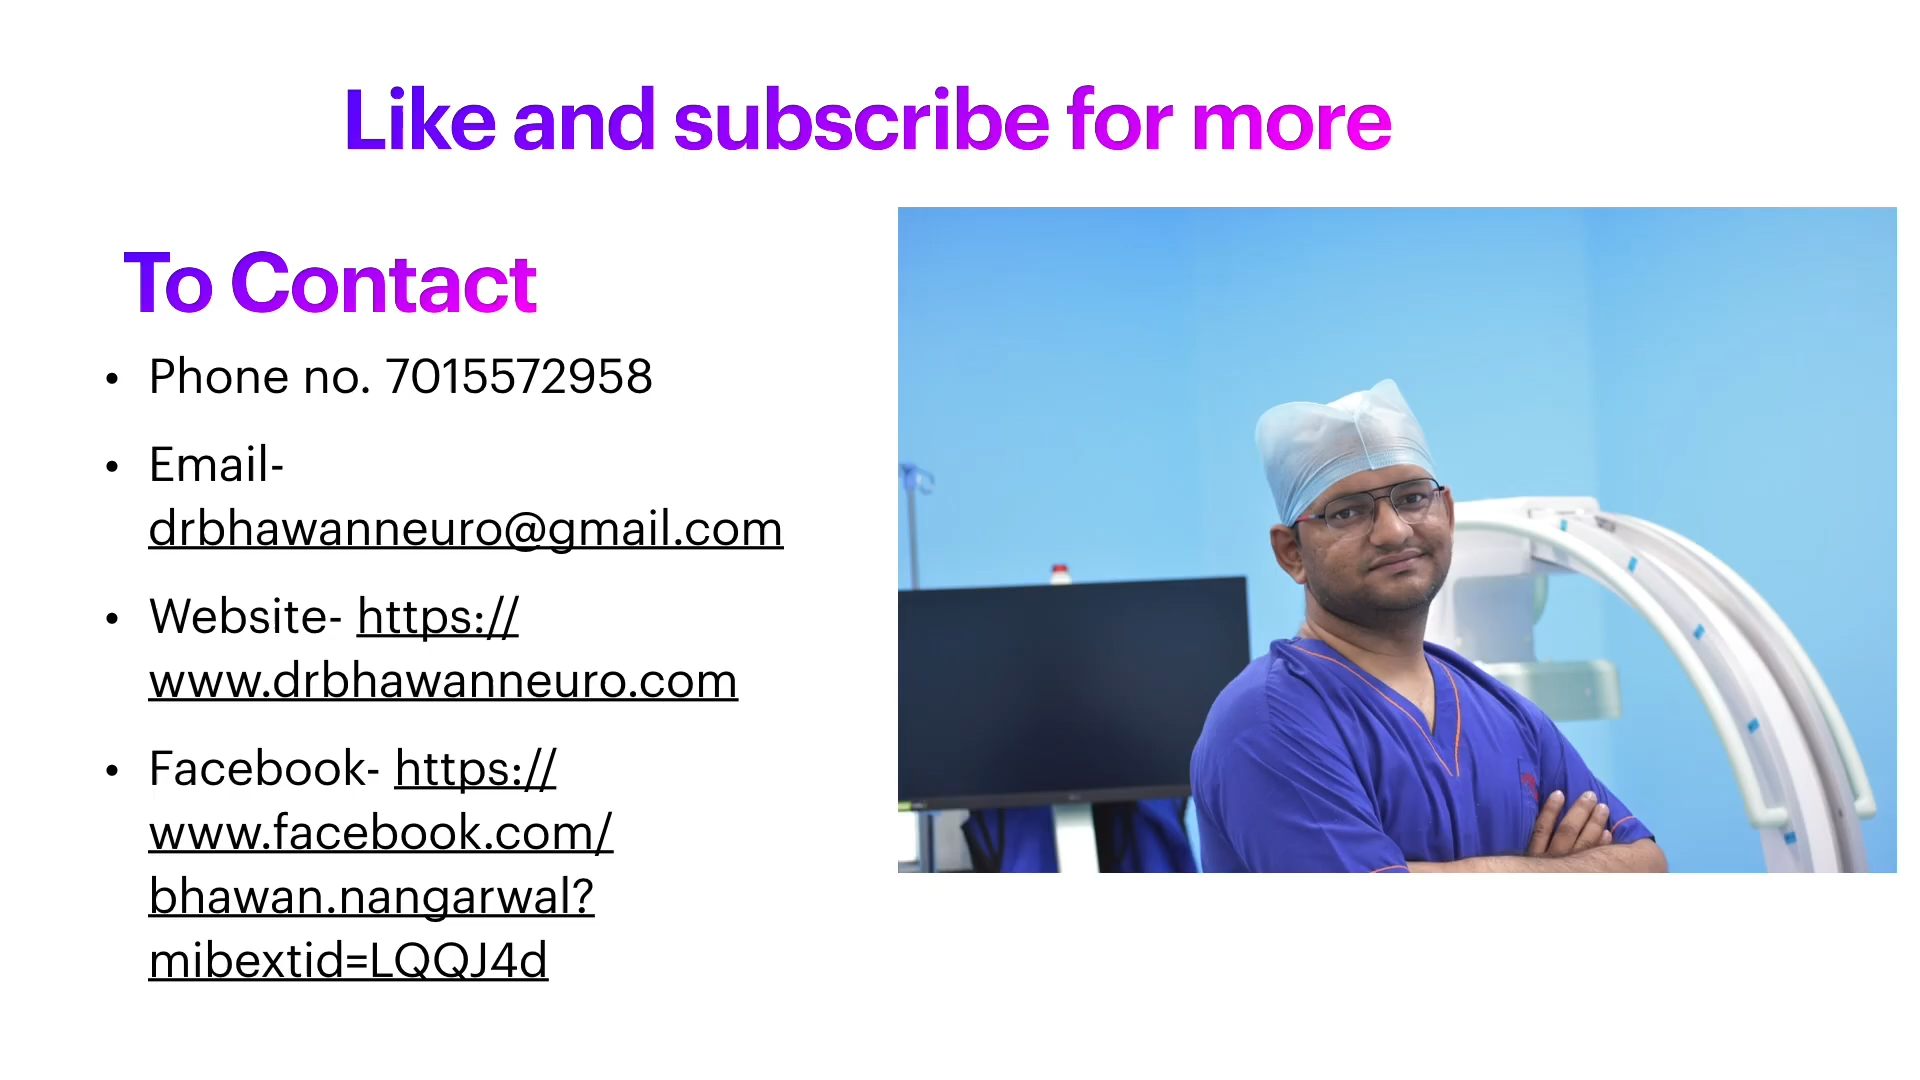 Like and subscribe for more
To Contact
• Phone no. 7015572958
• Email-
drbhawanneuro@gmail.com
• Website- https://
www.drbhawanneuro.com
• Facebook- https://
www.facebook.com/
bhawan.nangarwal?
mibextid=LQQJ4d